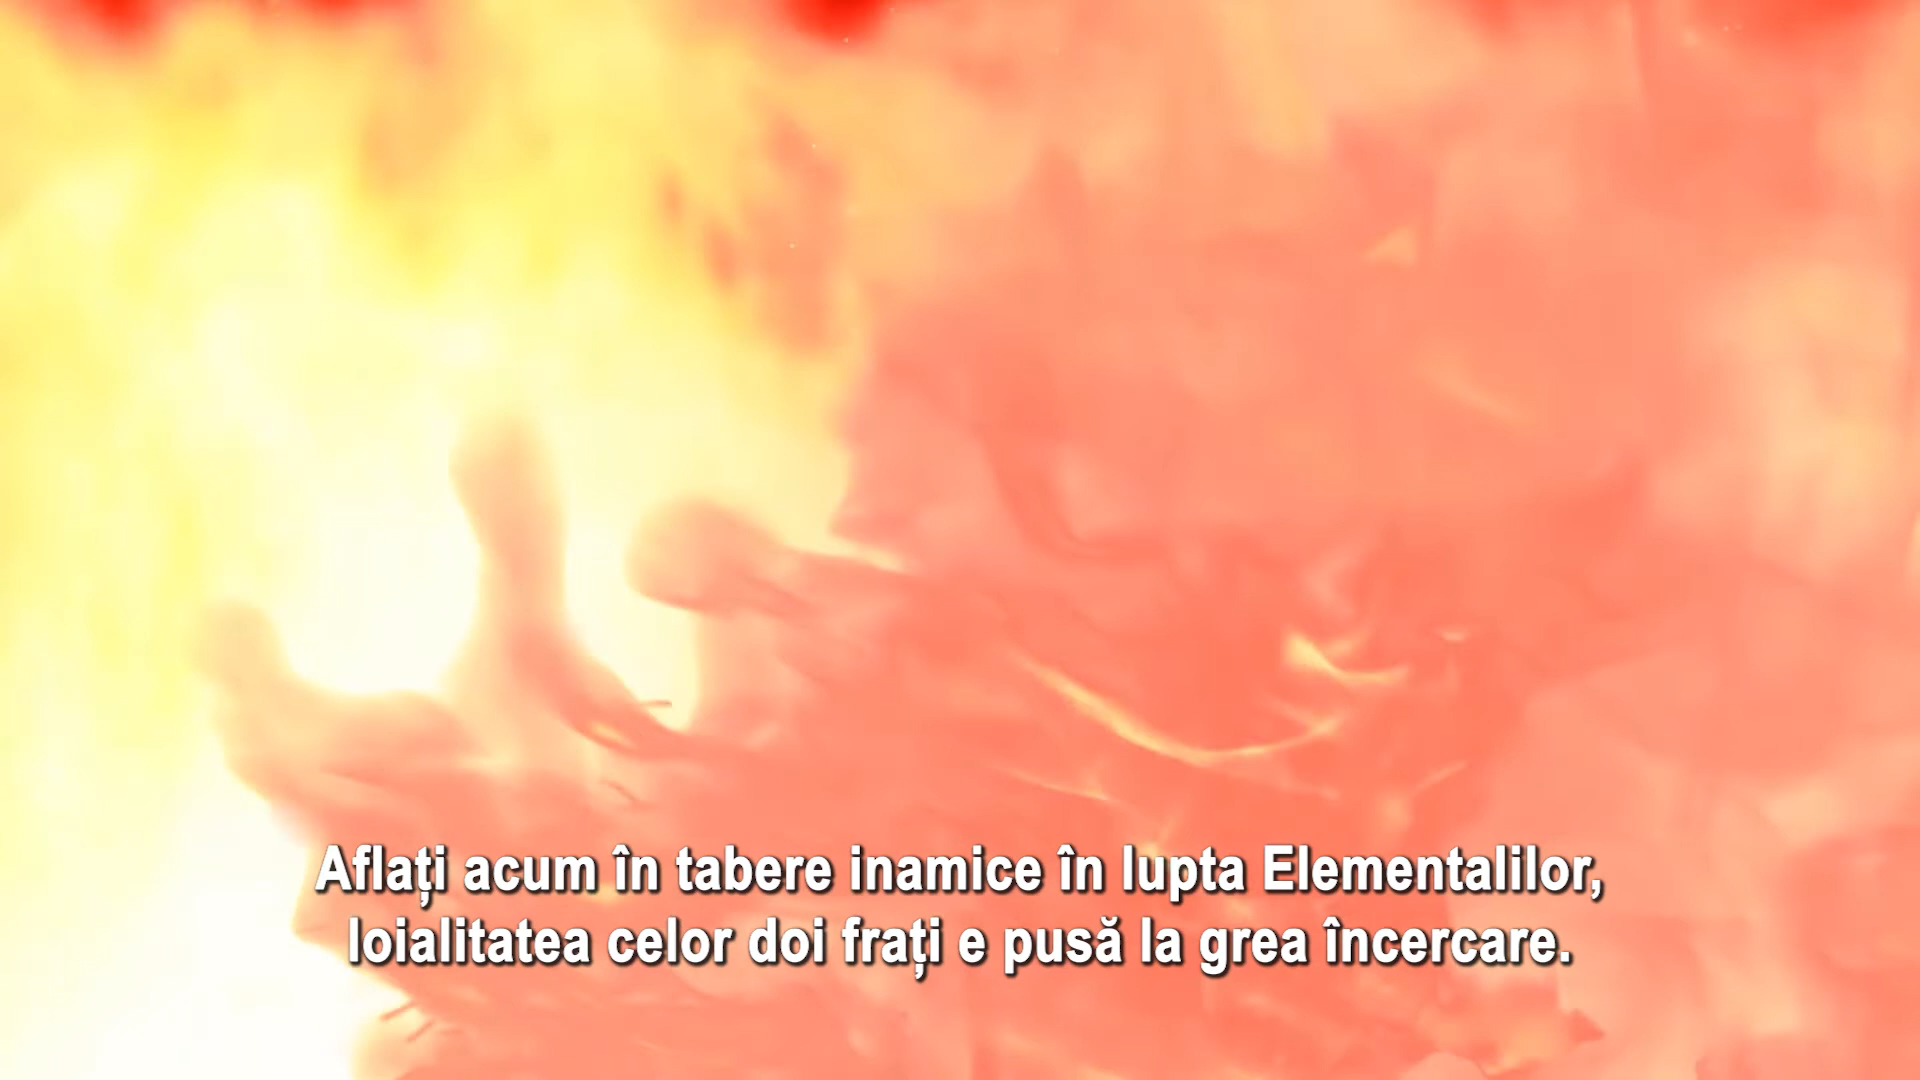 Aflați acum în tabere inamice în lupta Elementalilor,
loialitatea celor doi frați e pusă la grea încercare.